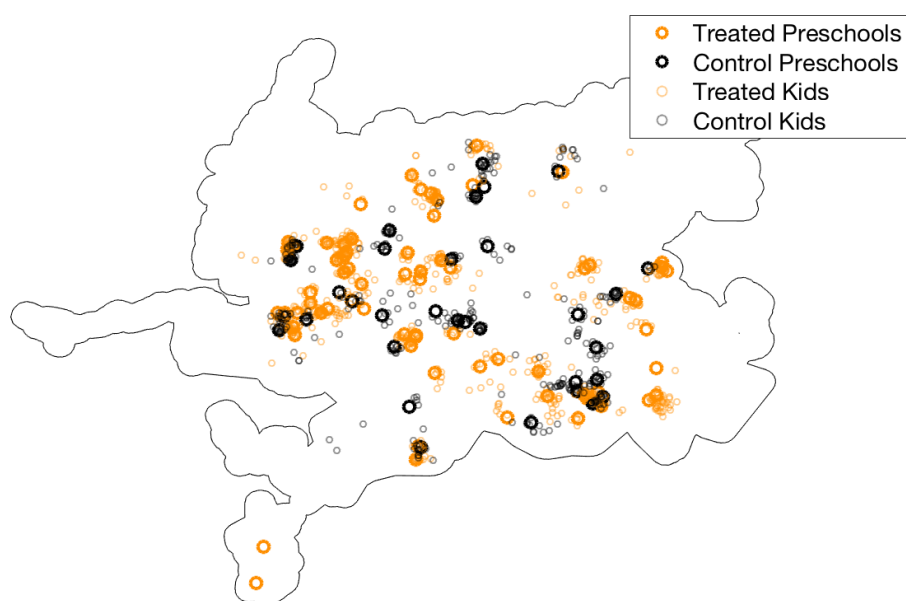 Treated Preschools
Control Preschools
Treated Kids
Control Kids